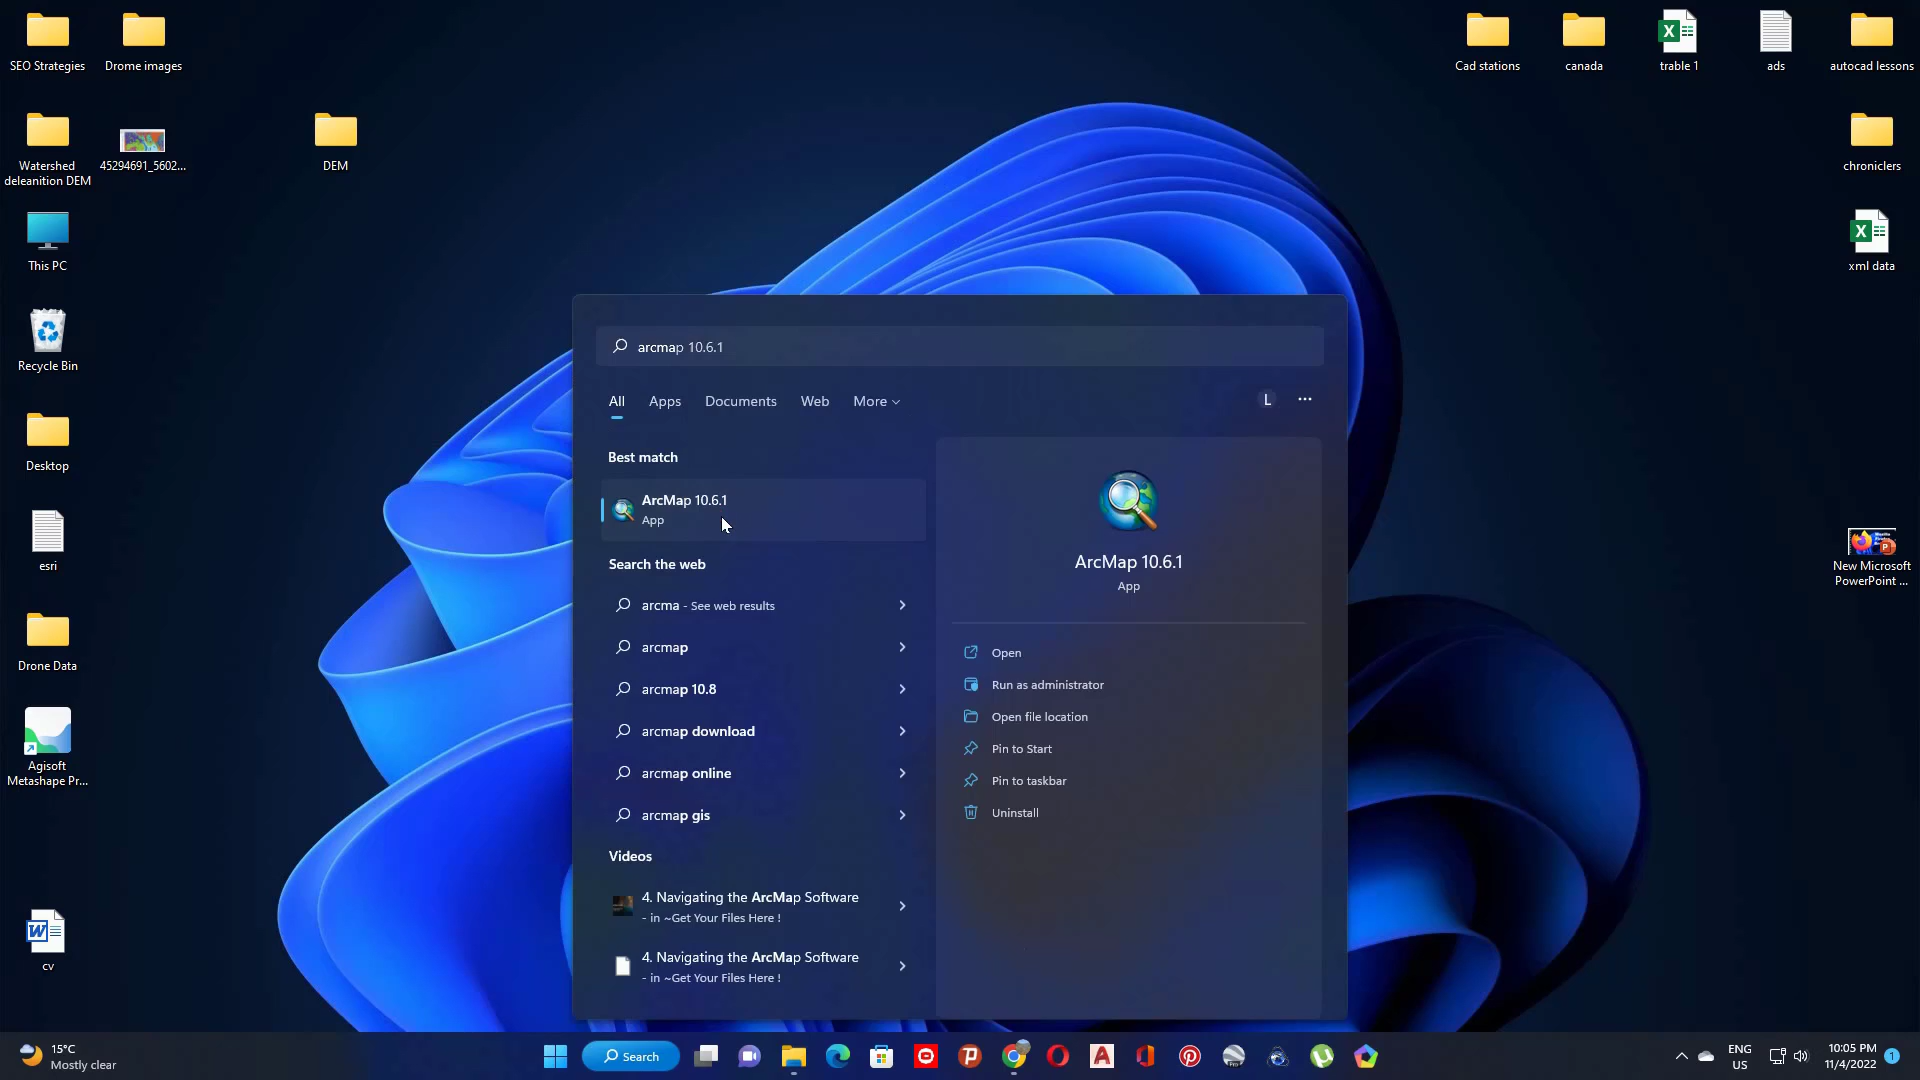 SEO Strategies
Drome images
Cad stations
canada
trable 1
ads
autocad lessons
Watershed
deleanition DEM
45294691_5602...
DEM
chroniclers
This PC
xml data
Recycle Bin
Desktop
esri
New Microsoft
PowerPoint ...
Drone Data
Agisoft
Metashape Pr...
cv
arcmap 10.6.1
All
Apps
Documents
Web
More
L
Best match
ArcMap 10.6.1
App
Search the web
arcma - See web results
arcmap
arcmap 10.8
arcmap download
arcmap online
arcmap gis
Videos
4. Navigating the ArcMap Software
- in ~Get Your Files Here !
4. Navigating the ArcMap Software
- in ~Get Your Files Here !
ArcMap 10.6.1
App
Open
Run as administrator
Open file location
Pin to Start
Pin to taskbar
Uninstall
15°C
Mostly clear
Search
ENG
US
10:05 PM
11/4/2022
1